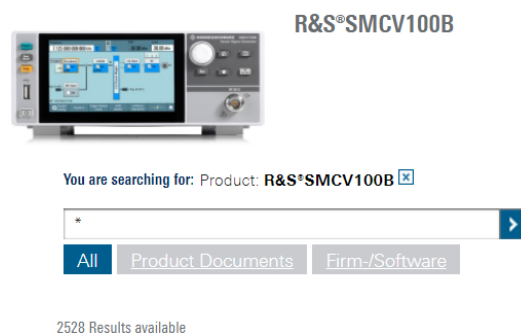 R&S®SMCV100B
You are searching for: Product: R&S®SMCV100B
*
All Product Documents Firm-/Software
2528 Results available